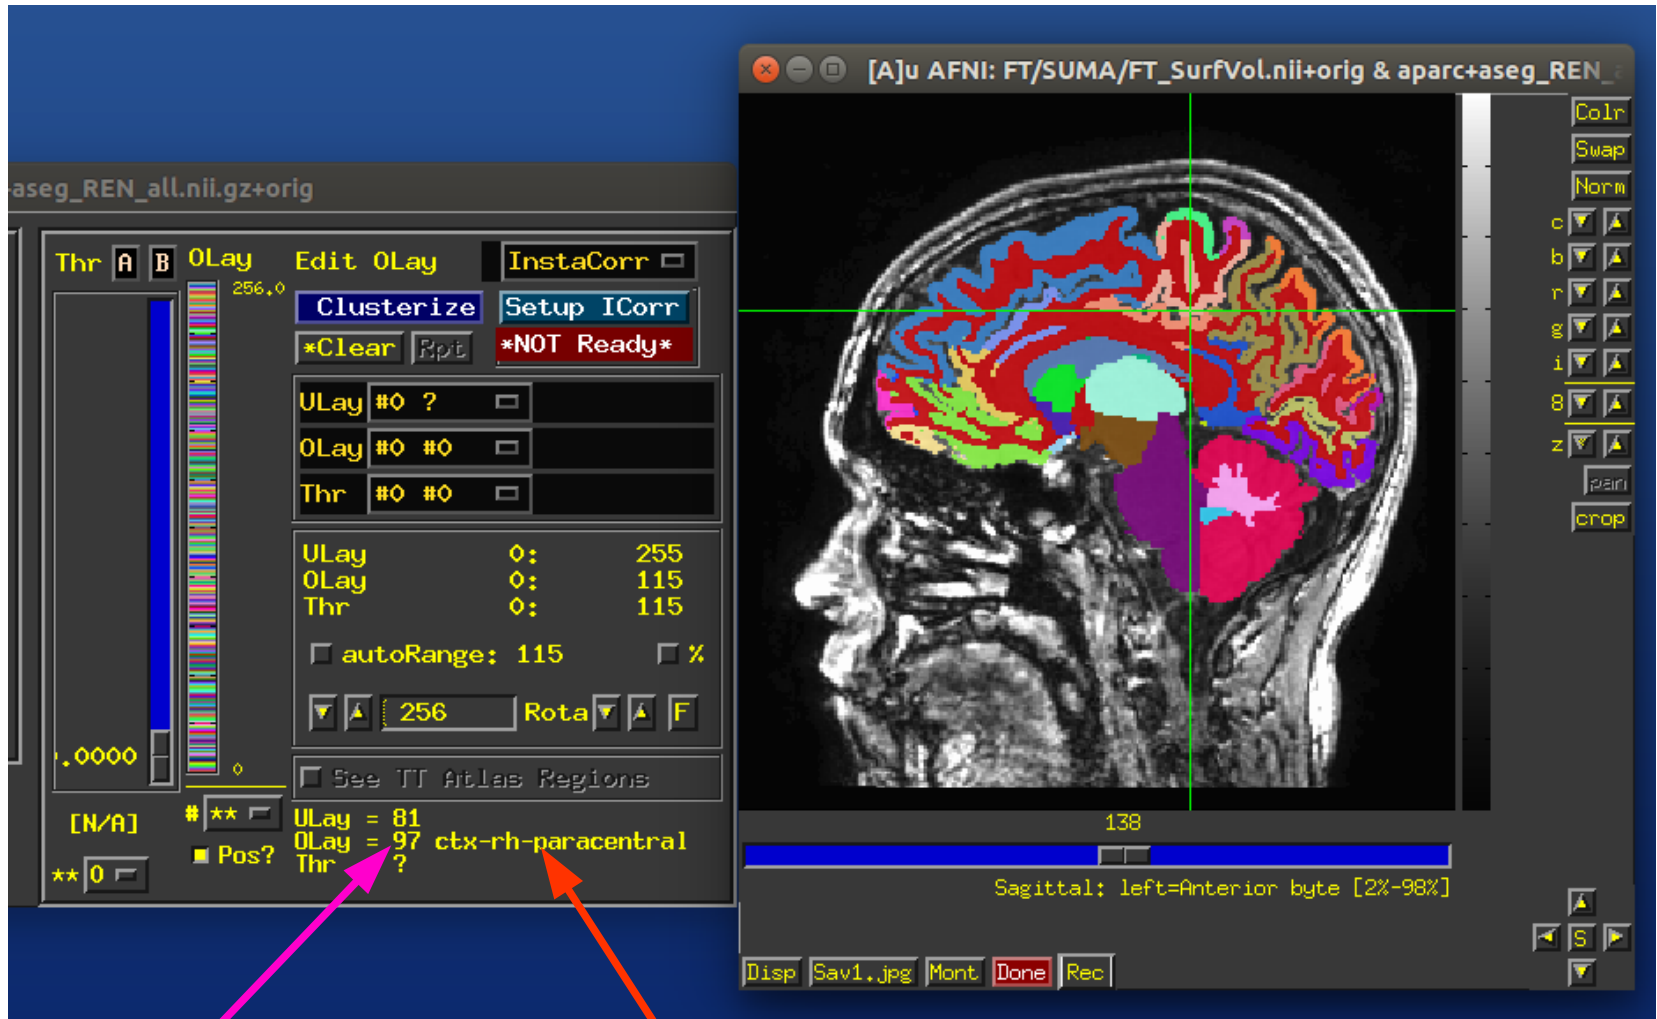 [A]u AFNI: FT/SUMA/FT_SurfVol.nii+orig & aparc+aseg_REN_
+aseg_REN_all.nii.gz+orig
Thr A B OLay
256.0
.0000
0
[N/A]
# **
Pos?
** 0
Edit OLay InstaCorr
Clusterize Setup ICorr
*Clear Rpt *NOT Ready*
ULay #0 ?
OLay #0 #0
Thr #0 #0
ULay 0: 255
OLay 0: 115
Thr 0: 115
autoRange: 115 %
256 Rota F
See TT Atlas Regions
ULay = 81
OLay = 97 ctx-rh-paracentral
Thr ?
Colr
Swap
Norm
c
b
r
g
i
8
z
pan
crop
138
Sagittal: left=Anterior byte [2%-98%]
S
Disp Sav1.jpg Mont Done Rec